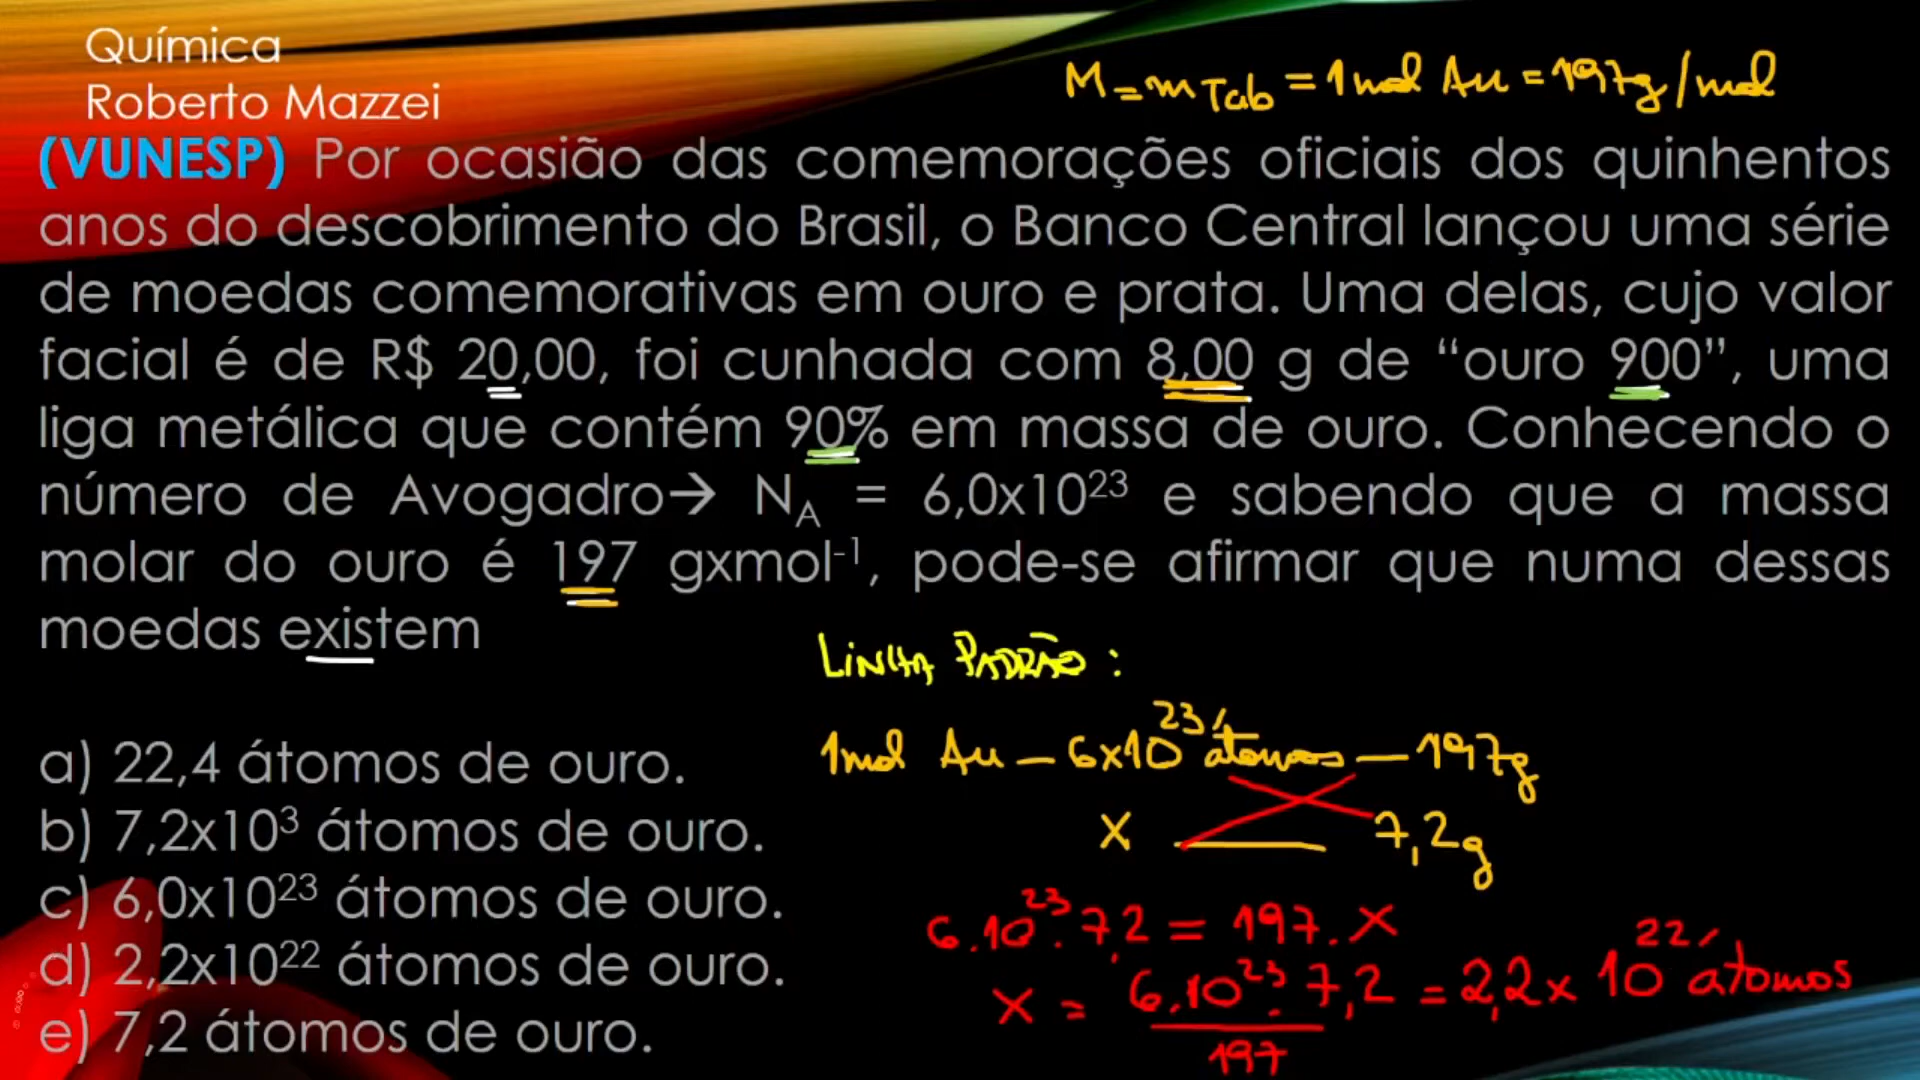 Química
Roberto Mazzei
M = m Tab = 1 mol Au = 197g/mol
(VUNESP) Por ocasião das comemorações oficiais dos quinhentos
anos do descobrimento do Brasil, o Banco Central lançou uma série
de moedas comemorativas em ouro e prata. Uma delas, cujo valor
facial é de R$ 20,00, foi cunhada com 8,00 g de “ouro 900”, uma
liga metálica que contém 90% em massa de ouro. Conhecendo o
número de Avogadro→ N_A = 6,0x10²³ e sabendo que a massa
molar do ouro é 197 gxmol⁻¹, pode-se afirmar que numa dessas
moedas existem
a) 22,4 átomos de ouro.
b) 7,2x10³ átomos de ouro.
c) 6,0x10²³ átomos de ouro.
d) 2,2x10²² átomos de ouro.
e) 7,2 átomos de ouro.
LINHA PADRÃO:
1mol Au — 6x10²³ átomos — 197g
X — 7,2g
6.10²³.7,2 = 197.X
X = 6.10²³.7,2 = 2,2x10²² átomos
197